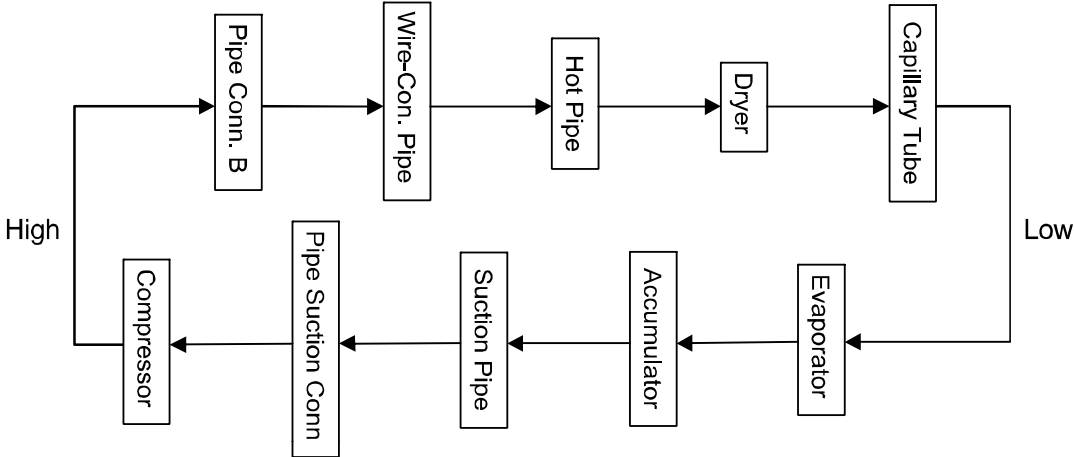 Pipe Conn. B
Wire-Con. Pipe
Hot Pipe
Dryer
Capillary Tube
High
Low
Compressor
Pipe Suction Conn
Suction Pipe
Accumulator
Evaporator